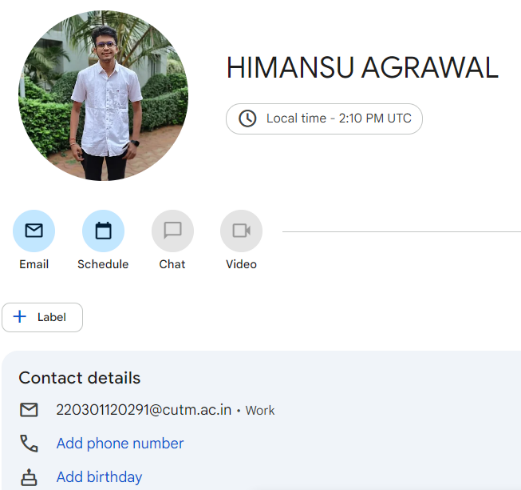 HIMANSU AGRAWAL
Local time - 2:10 PM UTC
Email Schedule Chat Video
+ Label
Contact details
220301120291@cutm.ac.in • Work
Add phone number
Add birthday